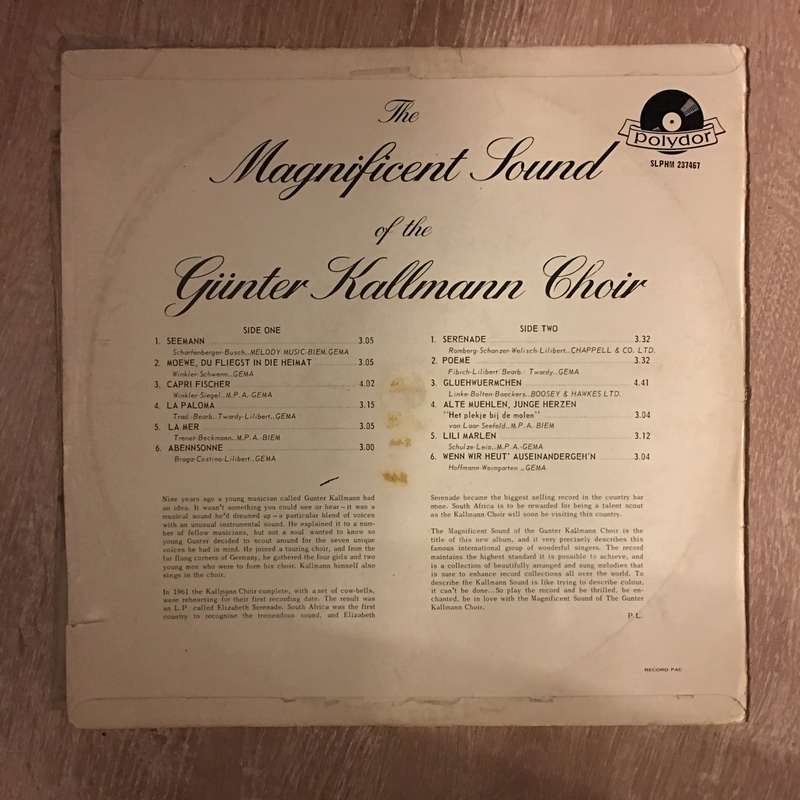 The
Magnificent Sound
of the
Günter Kallmann Choir
polydor
SLPHM 237467
SIDE ONE
1. SEEMANN 3.05
Scharfenberger-Busch..MELODY MUSIC-BIEM.GEMA
2. MOEWE, DU FLIEGST IN DIE HEIMAT 3.05
Winkler-Schwenn..GEMA
3. CAPRI FISCHER 4.02
Winkler-Siegel..M.P.A.-GEMA
4. LA PALOMA 3.15
Trad.-Bearb. Twardy-Lilibert..GEMA
5. LA MER 3.05
Trenet-Beckmann..M.P.A.-BIEM
6. ABENNSONNE 3.00
Braga-Costina-Lilibert..GEMA
SIDE TWO
1. SERENADE 3.32
Romberg-Schanzer-Welisch-Lilibert..CHAPPELL & CO. LTD.
2. POEME 3.32
Fibich-Lilibert/Bearb. Twardy..GEMA
3. GLUEHWUERMCHEN 4.41
Linke-Bolten-Baeckers..BOOSEY & HAWKES LTD.
4. ALTE MUEHLEN, JUNGE HERZEN
"Het plekje bij de molen" 3.04
van Laar Seefeld..M.P.A. BIEM
5. LILI MARLEN 3.12
Schulze-Leip..M.P.A.-GEMA
6. WENN WIR HEUT' AUSEINANDERGEH'N 3.04
Hoffmann-Weingarten ..GEMA
Nine years ago a young musician called Gunter Kallmann had
an idea. It wasn't something you could see or hear—it was a
musical sound he'd dreamed up—a particular blend of voices
with an unusual instrumental sound. He explained it to a num-
ber of fellow musicians, but not a soul wanted to know so
young Gunter decided to scout around for the seven unique
voices he had in mind. He joined a touring choir, and from the
far flung corners of Germany, he gathered the four girls and two
young men who were to form his choir. Kallmann himself also
sings in the choir.
In 1961 the Kallmann Choir complete, with a set of cow-bells,
were rehearsing for their first recording date. The result was
an L.P. called Elizabeth Serenade. South Africa was the first
country to recognise the tremendous sound, and Elizabeth
Serenade became the biggest selling record in the country bar
none. South Africa is to be rewarded for being a talent scout
as the Kallmann Choir will soon be visiting this country.
The Magnificent Sound of the Gunter Kallmann Choir is the
title of this new album, and it very precisely describes this
famous international group of wonderful singers. The record
maintains the highest standard it is possible to achieve, and
is a collection of beautifully arranged and sung melodies that
is sure to enhance record collections all over the world. To
describe the Kallmann Sound is like trying to describe colour,
it can't be done...So play the record and be thrilled, be en-
chanted, be in love with the Magnificent Sound of The Gunter
Kallmann Choir.
P.L.
RECORD PAC